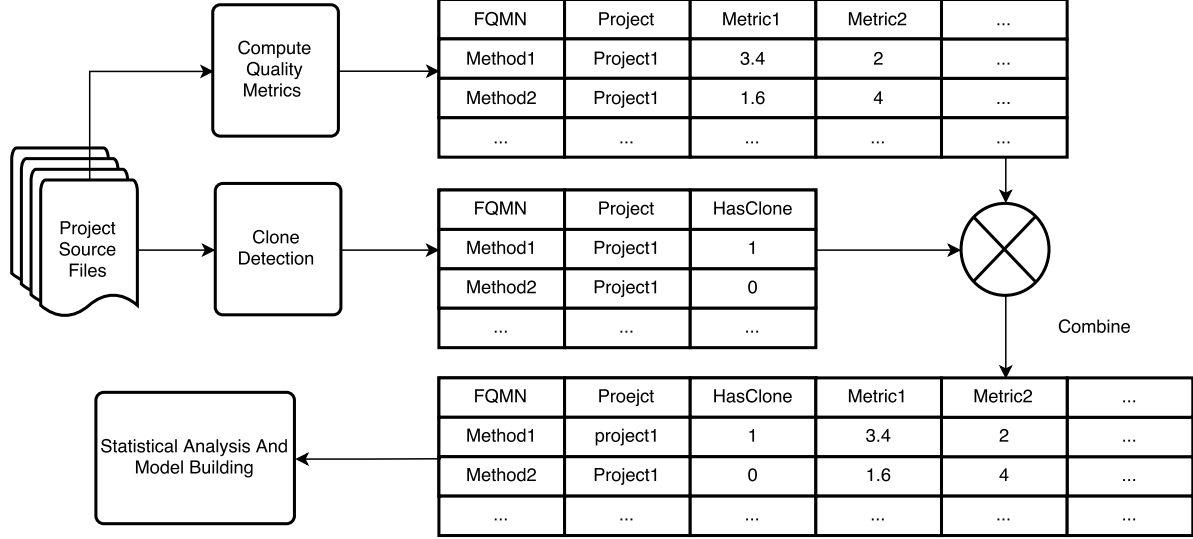 FQMN Project Metric1 Metric2 ...
Method1 Project1 3.4 2 ...
Method2 Project1 1.6 4 ...
... ... ... ... ...
Compute
Quality
Metrics
Project
Source
Files
Clone
Detection
FQMN Project HasClone
Method1 Project1 1
Method2 Project1 0
... ... ...
Combine
FQMN Proejct HasClone Metric1 Metric2 ...
Method1 project1 1 3.4 2 ...
Method2 Project1 0 1.6 4 ...
... ... ... ... ... ...
Statistical Analysis And
Model Building